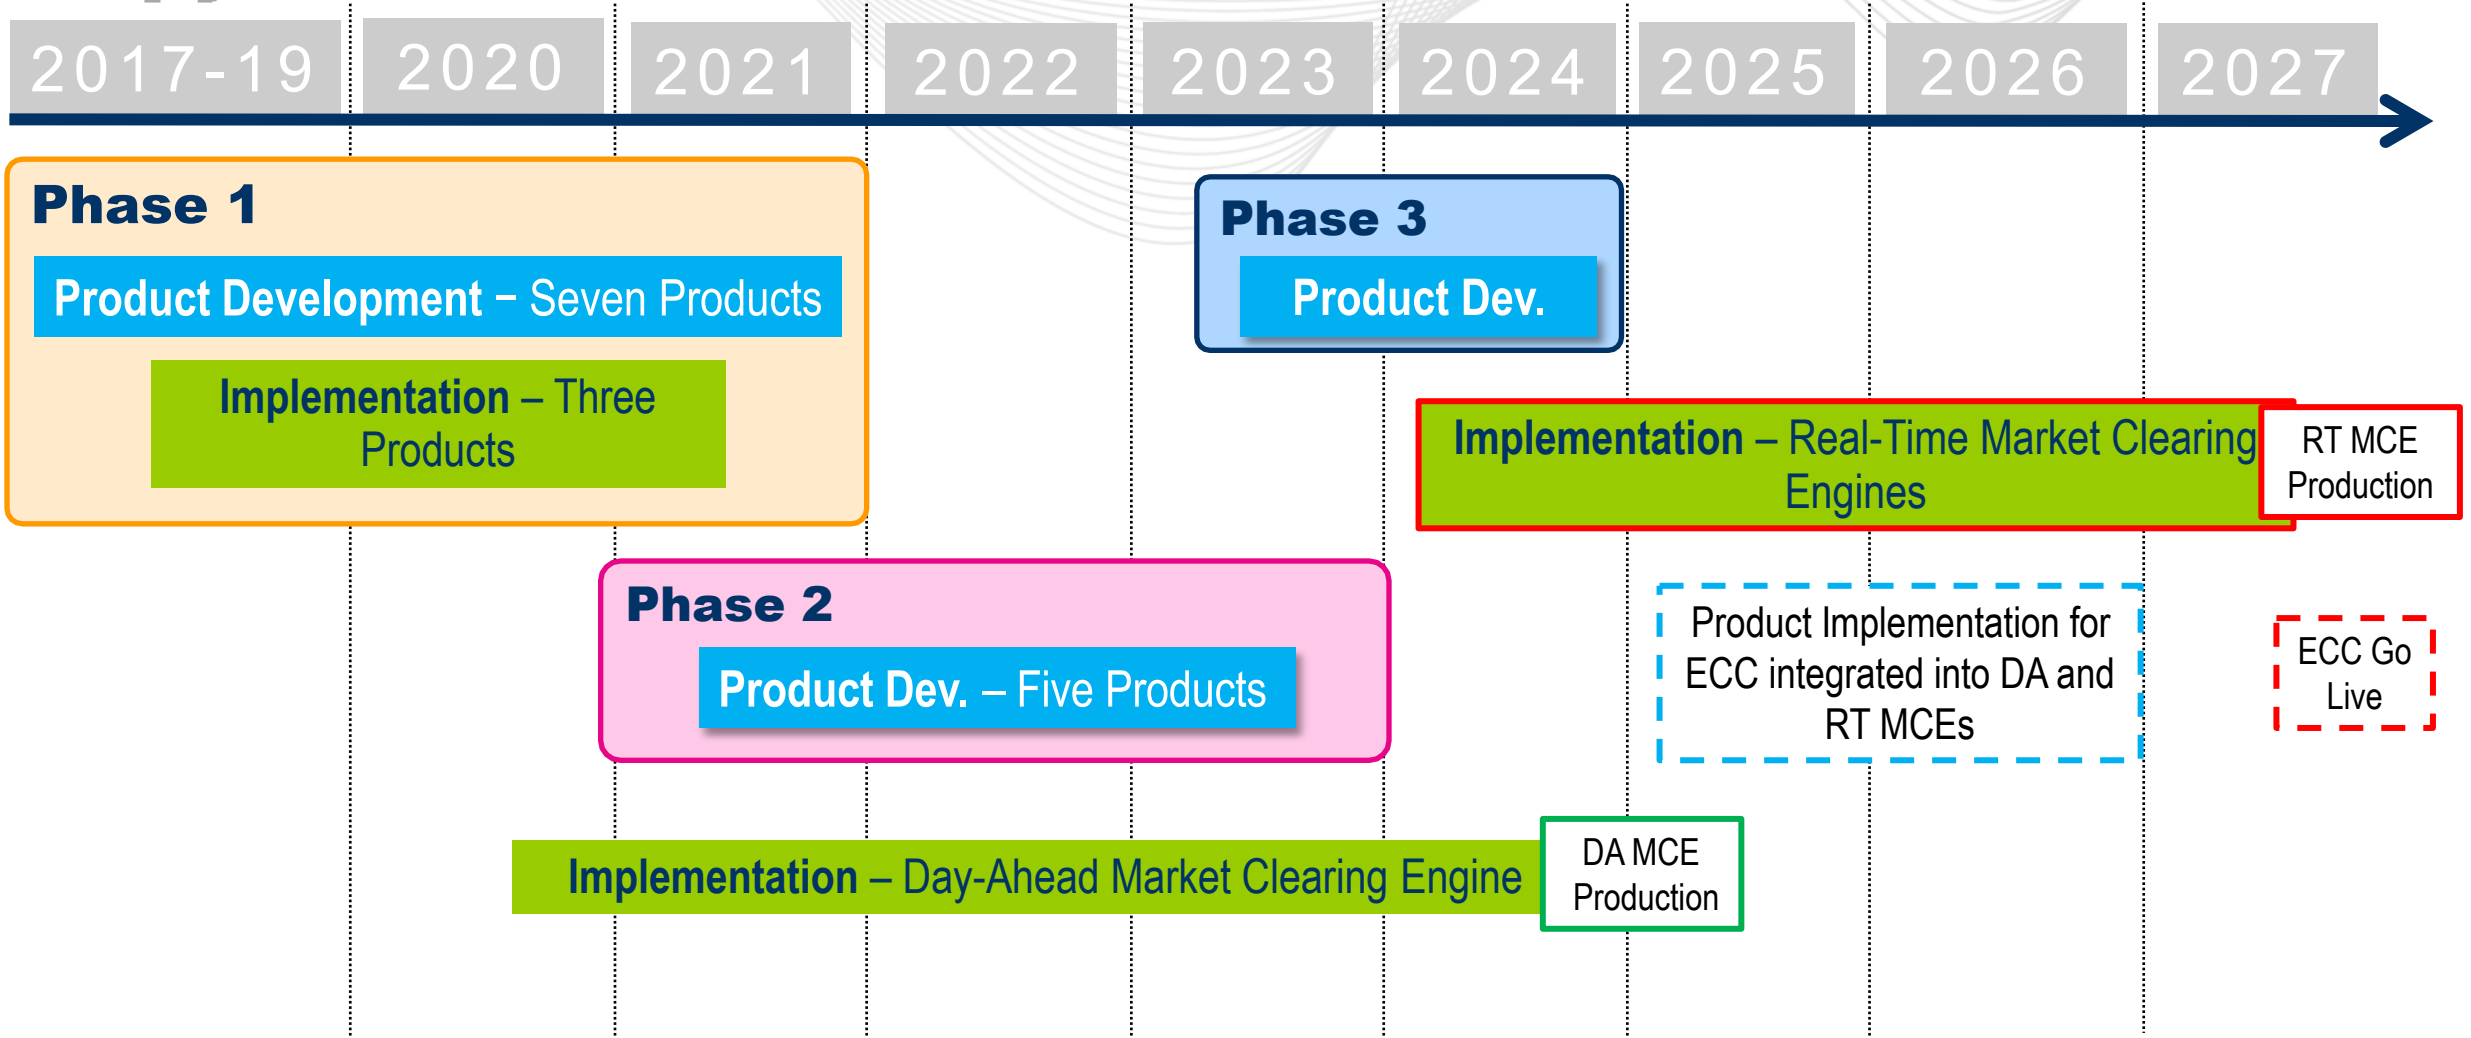 2017-19 2020 2021 2022 2023 2024 2025 2026 2027
Phase 1
Product Development – Seven Products
Implementation – Three
Products
Phase 3
Product Dev.
Implementation – Real-Time Market Clearing
Engines
RT MCE
Production
Phase 2
Product Dev. – Five Products
Product Implementation for
ECC integrated into DA and
RT MCEs
ECC Go
Live
Implementation – Day-Ahead Market Clearing Engine
DA MCE
Production